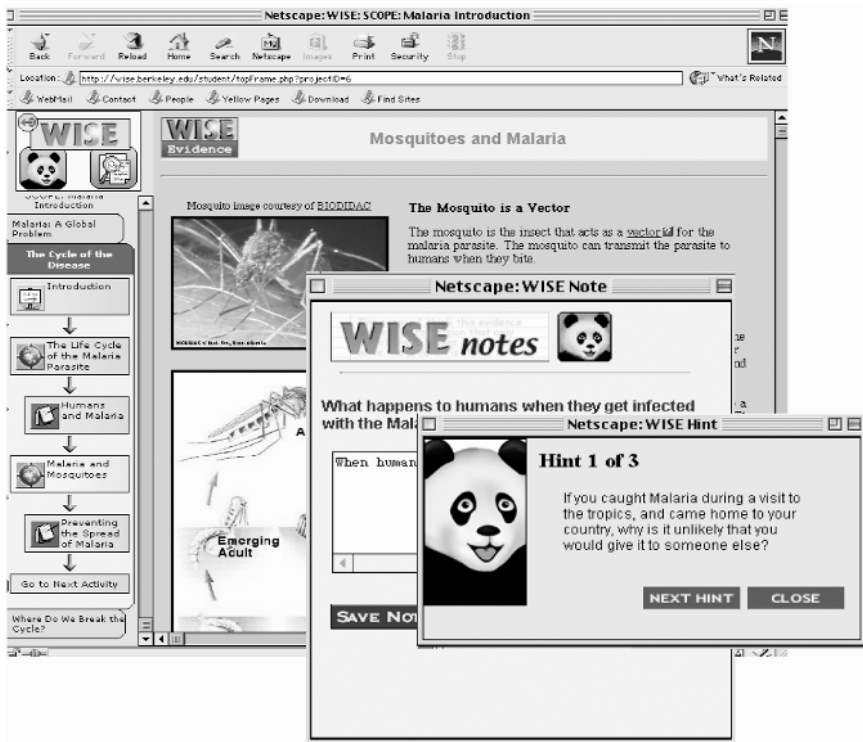 Netscape: WISE: SCOPE: Malaria Introduction
Back Forward Reload Home Search Netscape Images Print Security Stop
N
Location: http://wise.berkeley.edu/student/topFrame.php?projectID=6 What's Related
WebMail Contact People Yellow Pages Download Find Sites
WISE
SCOPE: Malaria
Introduction
Malaria: A Global
Problem
The Cycle of the
Disease
Introduction
The Life Cycle
of the Malaria
Parasite
Humans
and Malaria
Malaria and
Mosquitoes
Preventing
the Spread
of Malaria
Go to Next Activity
Where Do We Break the
Cycle?
WISE
Evidence
Mosquitoes and Malaria
Mosquito image courtesy of BIODIDAC
The Mosquito is a Vector
The mosquito is the insect that acts as a vector for the
malaria parasite. The mosquito can transmit the parasite to
humans when they bite.
Emerging
Adult
Netscape: WISE Note
WISE notes
What happens to humans when they get infected
with the Mala
When human
SAVE NO
Netscape: WISE Hint
Hint 1 of 3
If you caught Malaria during a visit to
the tropics, and came home to your
country, why is it unlikely that you
would give it to someone else?
NEXT HINT CLOSE